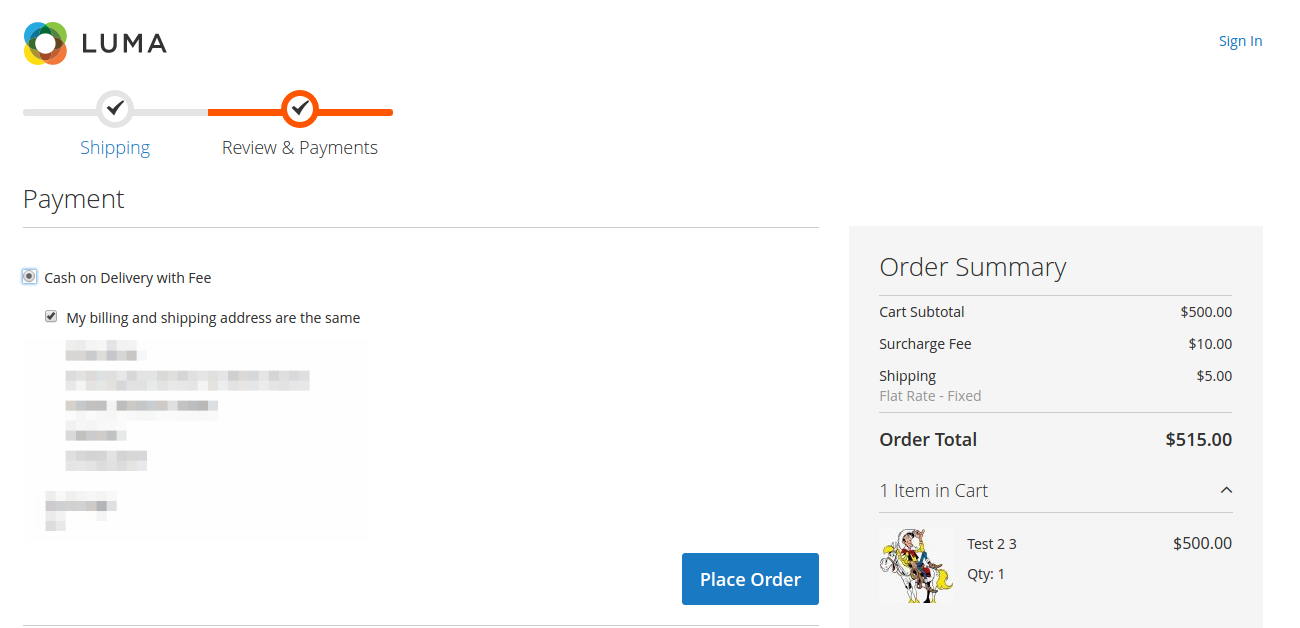 LUMA
Sign In
Shipping
Review & Payments
Payment
Cash on Delivery with Fee
My billing and shipping address are the same
Place Order
Order Summary
Cart Subtotal $500.00
Surcharge Fee $10.00
Shipping $5.00
Flat Rate - Fixed
Order Total $515.00
1 Item in Cart
Test 2 3 $500.00
Qty: 1